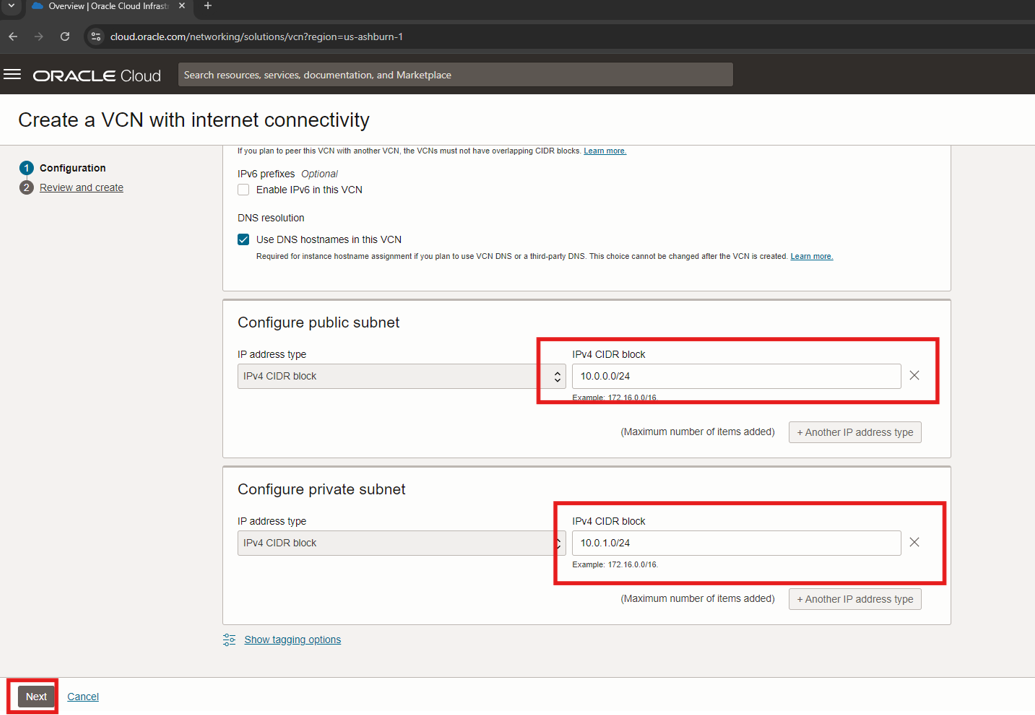 Overview | Oracle Cloud Infrast
cloud.oracle.com/networking/solutions/vcn?region=us-ashburn-1
ORACLE Cloud
Search resources, services, documentation, and Marketplace
Create a VCN with internet connectivity
1 Configuration
2 Review and create
If you plan to peer this VCN with another VCN, the VCNs must not have overlapping CIDR blocks. Learn more.
IPv6 prefixes Optional
Enable IPv6 in this VCN
DNS resolution
Use DNS hostnames in this VCN
Required for instance hostname assignment if you plan to use VCN DNS or a third-party DNS. This choice cannot be changed after the VCN is created. Learn more.
Configure public subnet
IP address type
IPv4 CIDR block
IPv4 CIDR block
10.0.0.0/24
Example: 172.16.0.0/16.
(Maximum number of items added)
+ Another IP address type
Configure private subnet
IP address type
IPv4 CIDR block
IPv4 CIDR block
10.0.1.0/24
Example: 172.16.0.0/16.
(Maximum number of items added)
+ Another IP address type
Show tagging options
Next
Cancel